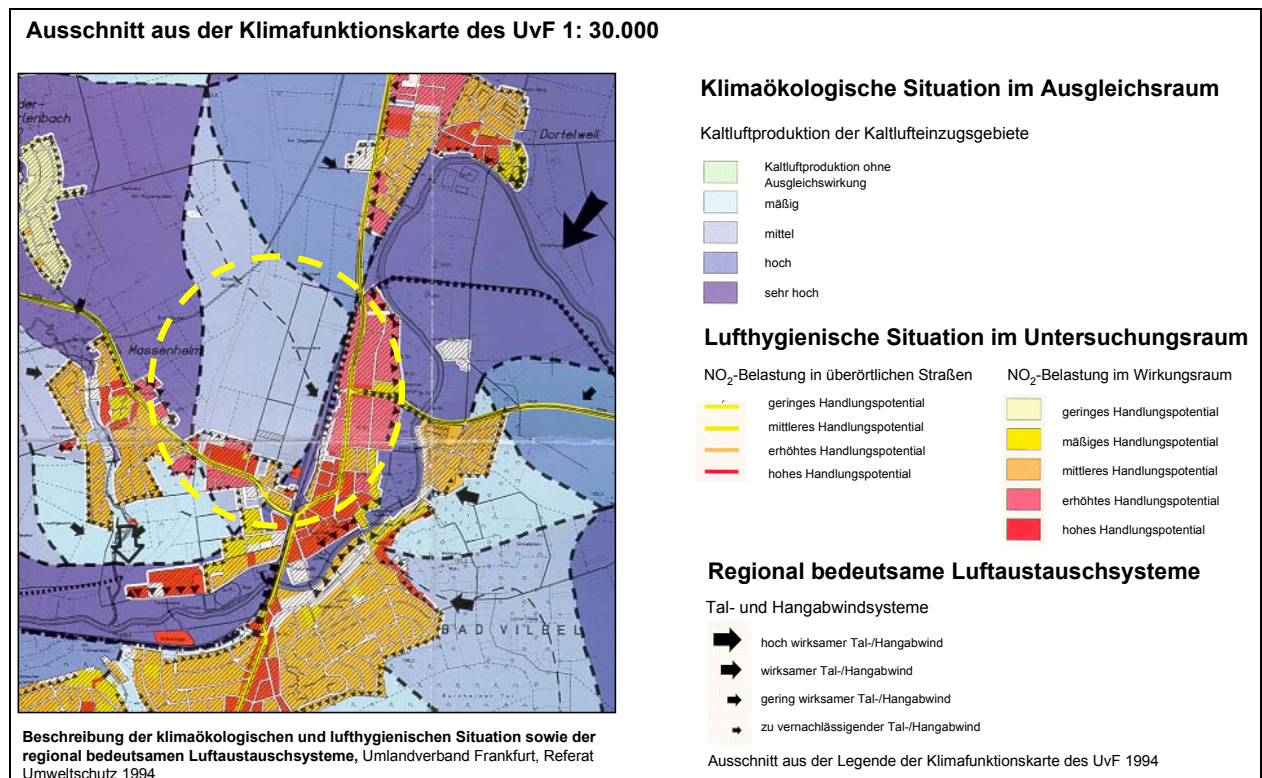 Ausschnitt aus der Klimafunktionskarte des UvF 1: 30.000
Dortelweil
Massenheim
BAD VILBEL
Beschreibung der klimaökologischen und lufthygienischen Situation sowie der
regional bedeutsamen Luftaustauschsysteme, Umlandverband Frankfurt, Referat
Umweltschutz 1994
Klimaökologische Situation im Ausgleichsraum
Kaltluftproduktion der Kaltlufteinzugsgebiete
Kaltluftproduktion ohne
Ausgleichswirkung
mäßig
mittel
hoch
sehr hoch
Lufthygienische Situation im Untersuchungsraum
NO₂-Belastung in überörtlichen Straßen
geringes Handlungspotential
mittleres Handlungspotential
erhöhtes Handlungspotential
hohes Handlungspotential
NO₂-Belastung im Wirkungsraum
geringes Handlungspotential
mäßiges Handlungspotential
mittleres Handlungspotential
erhöhtes Handlungspotential
hohes Handlungspotential
Regional bedeutsame Luftaustauschsysteme
Tal- und Hangabwindsysteme
hoch wirksamer Tal-/Hangabwind
wirksamer Tal-/Hangabwind
gering wirksamer Tal-/Hangabwind
zu vernachlässigender Tal-/Hangabwind
Ausschnitt aus der Legende der Klimafunktionskarte des UvF 1994